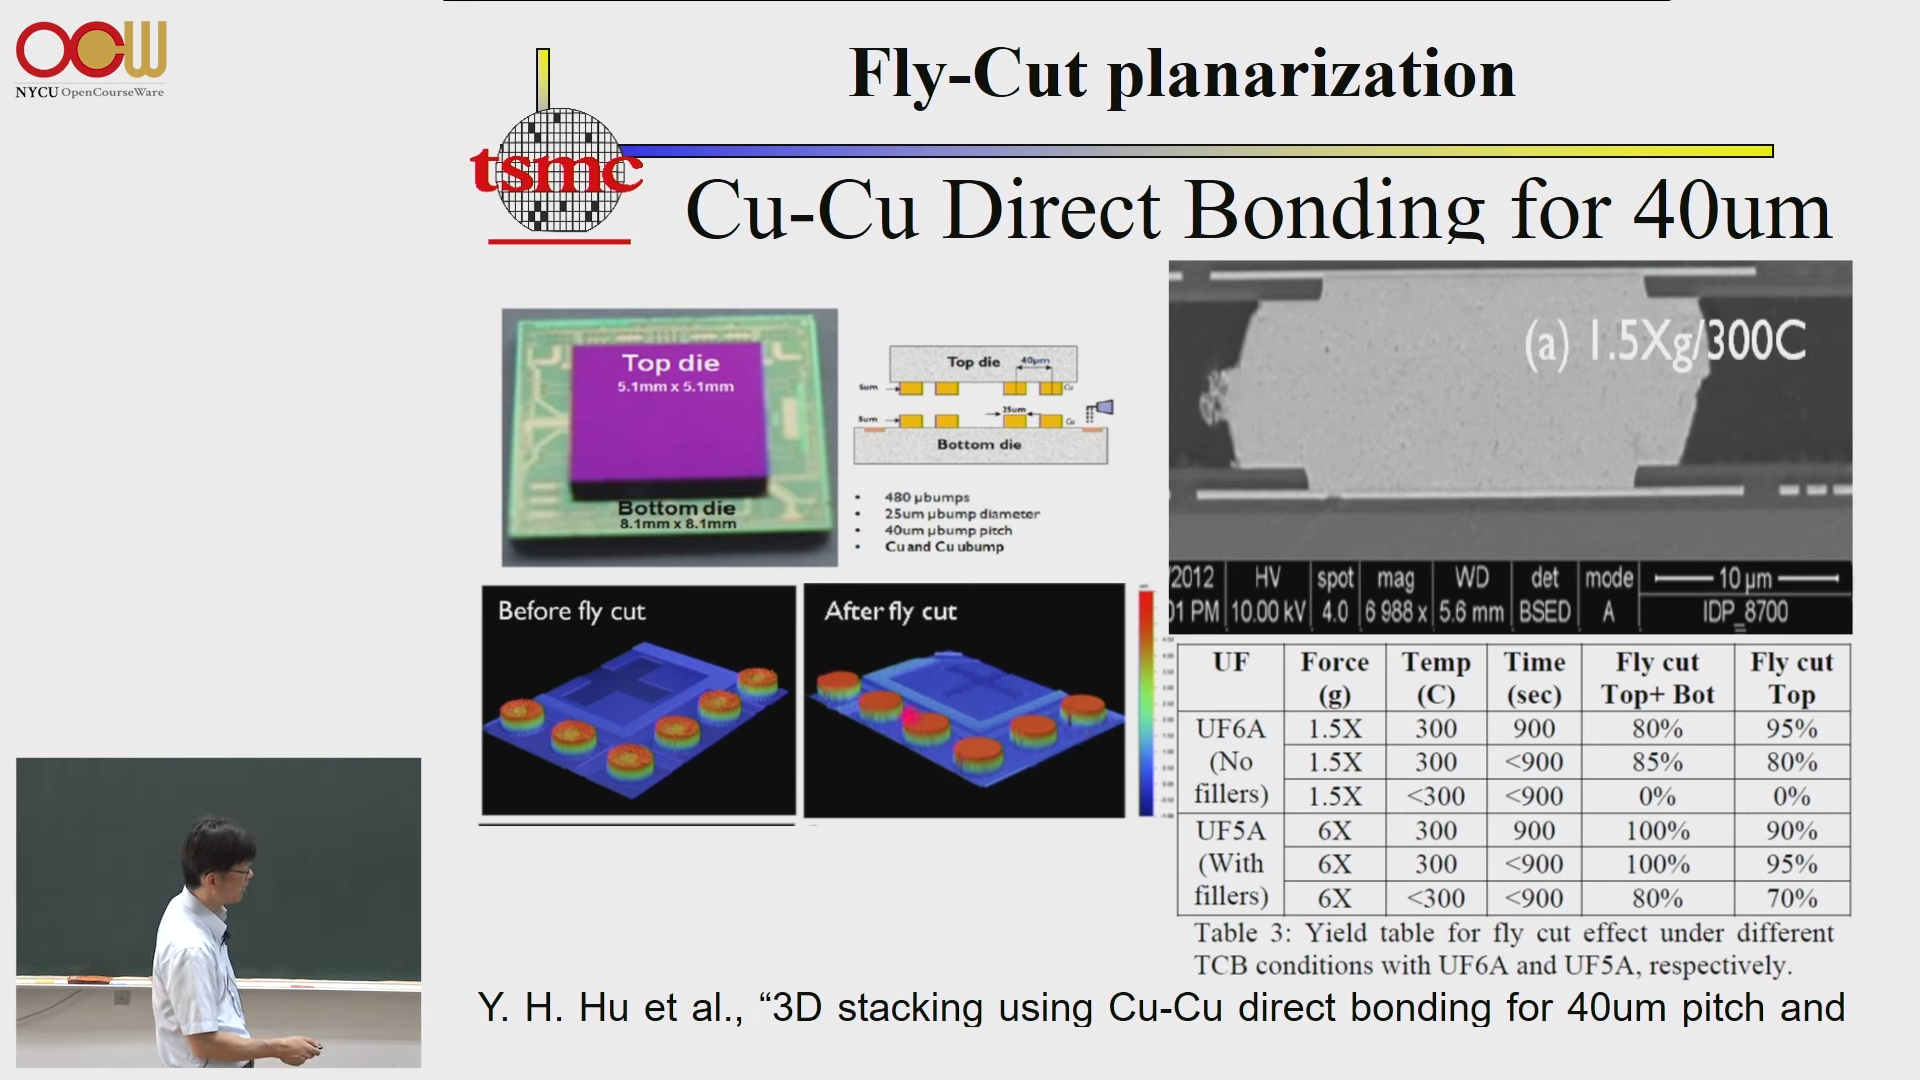 OCW
NYCU OpenCourseWare
Fly-Cut planarization
tsmc
Cu-Cu Direct Bonding for 40um
Top die
5.1mm x 5.1mm
Bottom die
8.1mm x 8.1mm
Top die
40μm
5um
Cu
25um
5um
Cu
Bottom die
• 480 μbumps
• 25um μbump diameter
• 40um μbump pitch
• Cu and Cu ubump
(a) 1.5Xg/300C
/2012 HV spot mag WD det mode 10 μm
01 PM 10.00 kV 4.0 6 988 x 5.6 mm BSED A IDP_8700
Before fly cut
After fly cut
UF Force (g) Temp (C) Time (sec) Fly cut Top+ Bot Fly cut Top
UF6A (No fillers) 1.5X 300 900 80% 95%
1.5X 300 <900 85% 80%
1.5X <300 <900 0% 0%
UF5A (With fillers) 6X 300 900 100% 90%
6X 300 <900 100% 95%
6X <300 <900 80% 70%
Table 3: Yield table for fly cut effect under different
TCB conditions with UF6A and UF5A, respectively.
Y. H. Hu et al., “3D stacking using Cu-Cu direct bonding for 40um pitch and